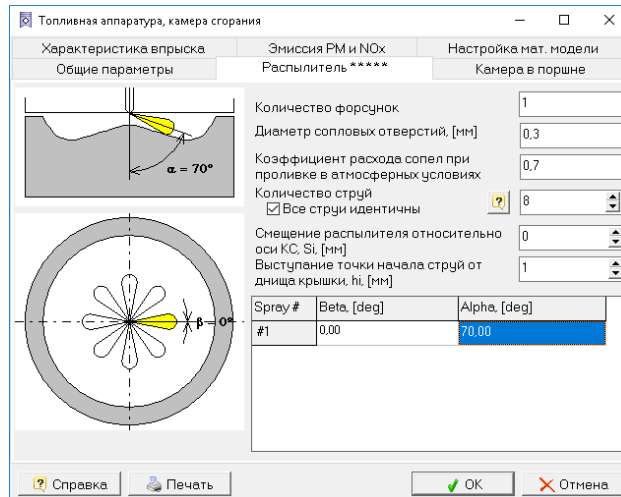 Топливная аппаратура, камера сгорания
Характеристика впрыска
Эмиссия PM и NOx
Настройка мат. модели
Общие параметры
Распылитель *****
Камера в поршне
α = 70°
β = 0°
Количество форсунок
1
Диаметр сопловых отверстий, [мм]
0,3
Коэффициент расхода сопел при
проливке в атмосферных условиях
0,7
Количество струй
8
Все струи идентичны
Смещение распылителя относительно
оси КС, Si, [мм]
0
Выступание точки начала струй от
днища крышки, hi, [мм]
1
Spray #
Beta, [deg]
Alpha, [deg]
#1
0,00
70,00
Справка
Печать
OK
Отмена